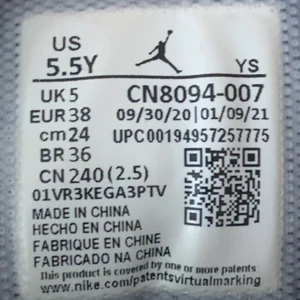 US
5.5Y YS
UK 5 CN8094-007
EUR 38 09/30/20 | 01/09/21
cm 24 UPC00194957257775
BR 36
CN 240 (2.5)
01VR3KEGA3PTV
MADE IN CHINA
HECHO EN CHINA
FABRIQUE EN CHINE
FABRICADO NA CHINA
This product is covered by one or more patents
www.nike.com/patentsvirtualmarking